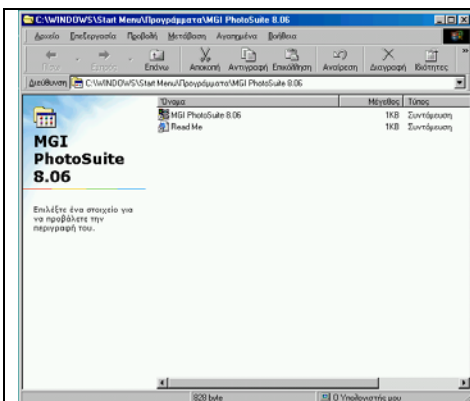 C:\WINDOWS\Start Menu\Προγράμματα\MGI PhotoSuite 8.06
Αρχείο Επεξεργασία Προβολή Μετάβαση Αγαπημένα Βοήθεια
Πίσω Εμπρός Επάνω Αποκοπή Αντιγραφή Επικόλληση Αναίρεση Διαγραφή Ιδιότητες
Διεύθυνση C:\WINDOWS\Start Menu\Προγράμματα\MGI PhotoSuite 8.06
Όνομα Μέγεθος Τύπος
MGI PhotoSuite 8.06 1KB Συντόμευση
Read Me 1KB Συντόμευση
MGI
PhotoSuite
8.06
Επιλέξτε ένα στοιχείο για
να προβάλετε την
περιγραφή του.
828 byte Ο Υπολογιστής μου